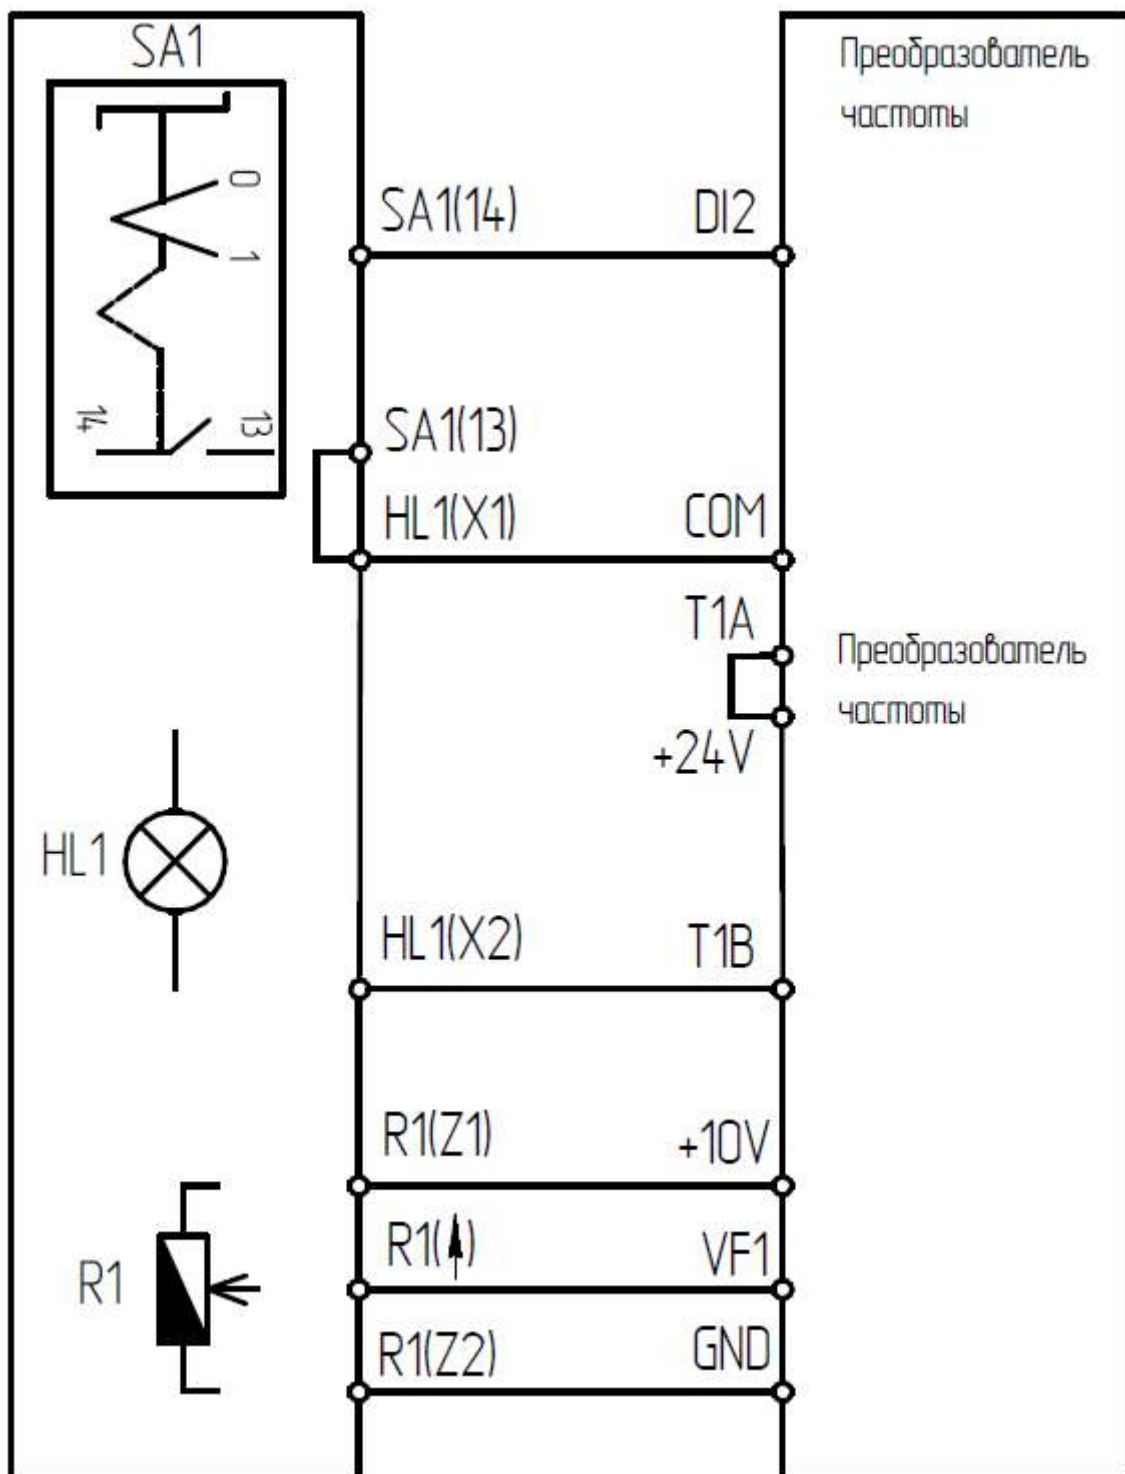 SA1
0
1
14
13
Преобразователь
частоты
SA1(14)
DI2
SA1(13)
HL1(X1)
COM
T1A
Преобразователь
частоты
+24V
HL1
HL1(X2)
T1B
R1(Z1)
+10V
R1(↑)
VF1
R1
R1(Z2)
GND